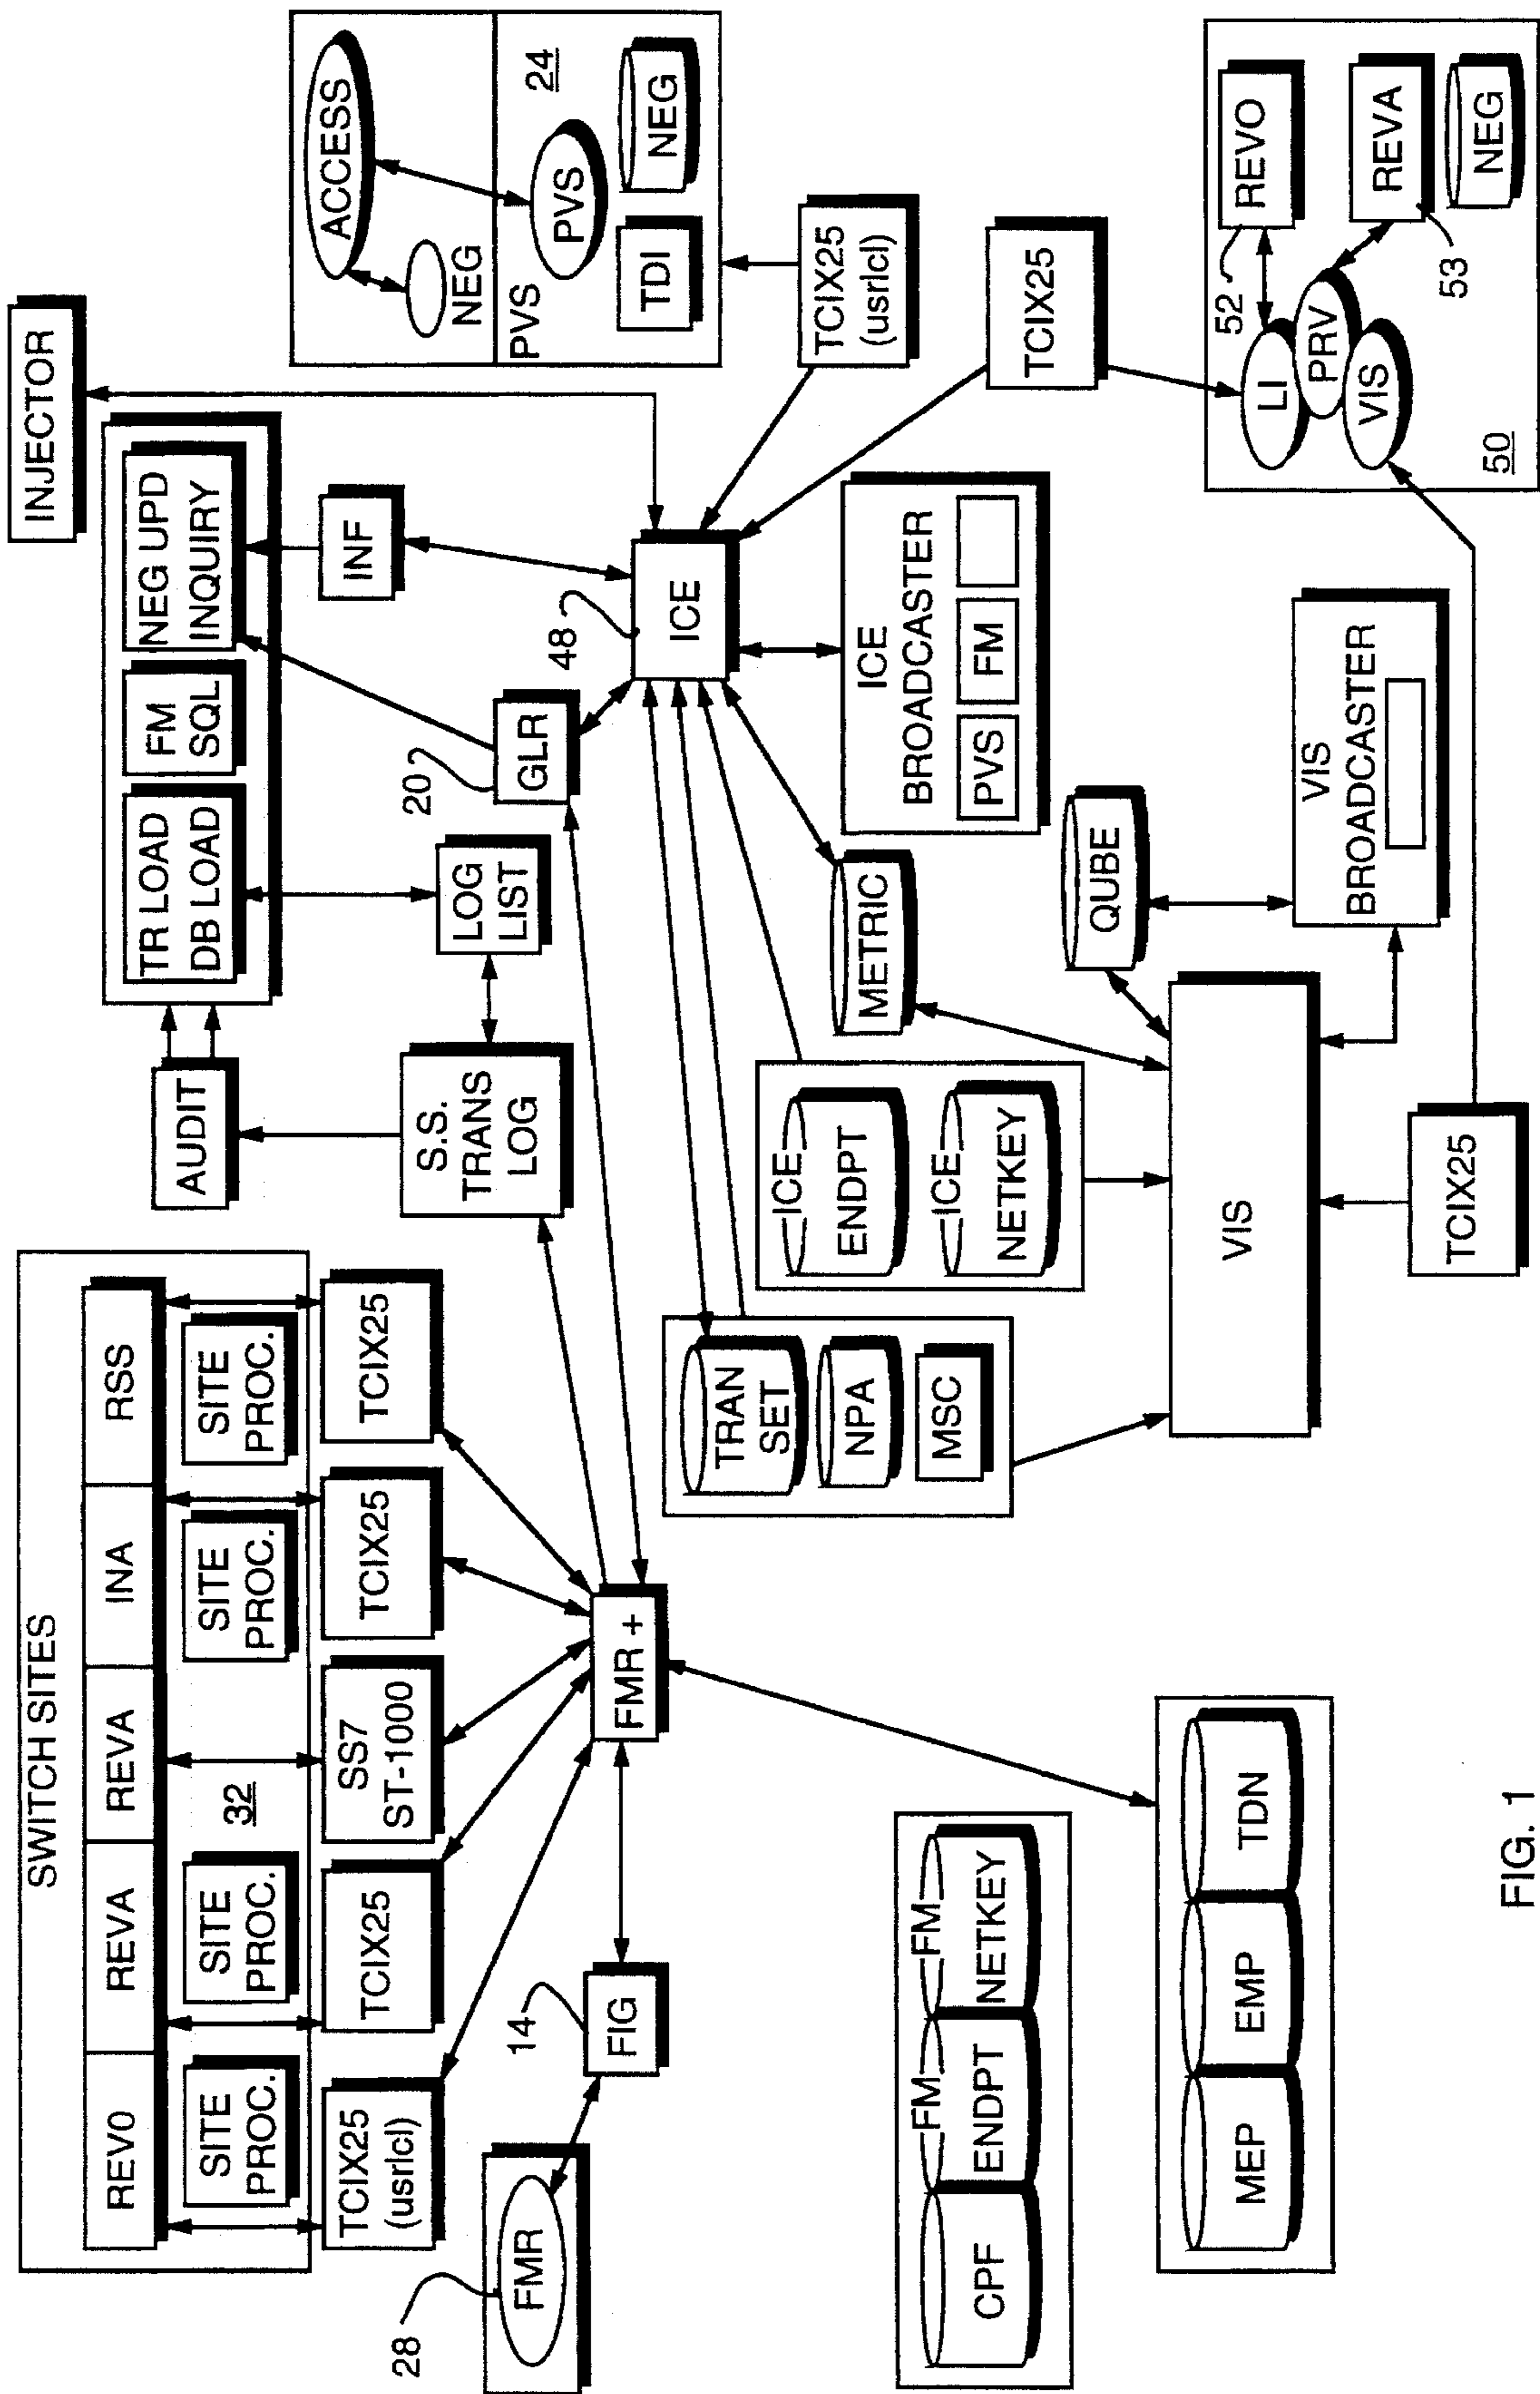 SWITCH SITES
REV0
REVA
REVA
INA
RSS
SITE
PROC.
SITE
PROC.
32
SITE
PROC.
SITE
PROC.
TCIX25
(usrlcl)
TCIX25
SS7
ST-1000
TCIX25
TCIX25
28
FMR
14
FIG
FMR +
CPF
FM
ENDPT
FM
NETKEY
MEP
EMP
TDN
AUDIT
S.S.
TRANS
LOG
LOG
LIST
TR LOAD
DB LOAD
FM
SQL
NEG UPD
INQUIRY
INJECTOR
INF
20
GLR
48
ICE
TRAN
SET
NPA
MSC
ICE
ENDPT
ICE
NETKEY
METRIC
ICE
BROADCASTER
PVS
FM
QUBE
VIS
VIS
BROADCASTER
TCIX25
ACCESS
NEG
PVS
24
PVS
TDI
NEG
TCIX25
(usrlcl)
TCIX25
50
LI
PRV
VIS
52
REVO
REVA
53
NEG
FIG. 1